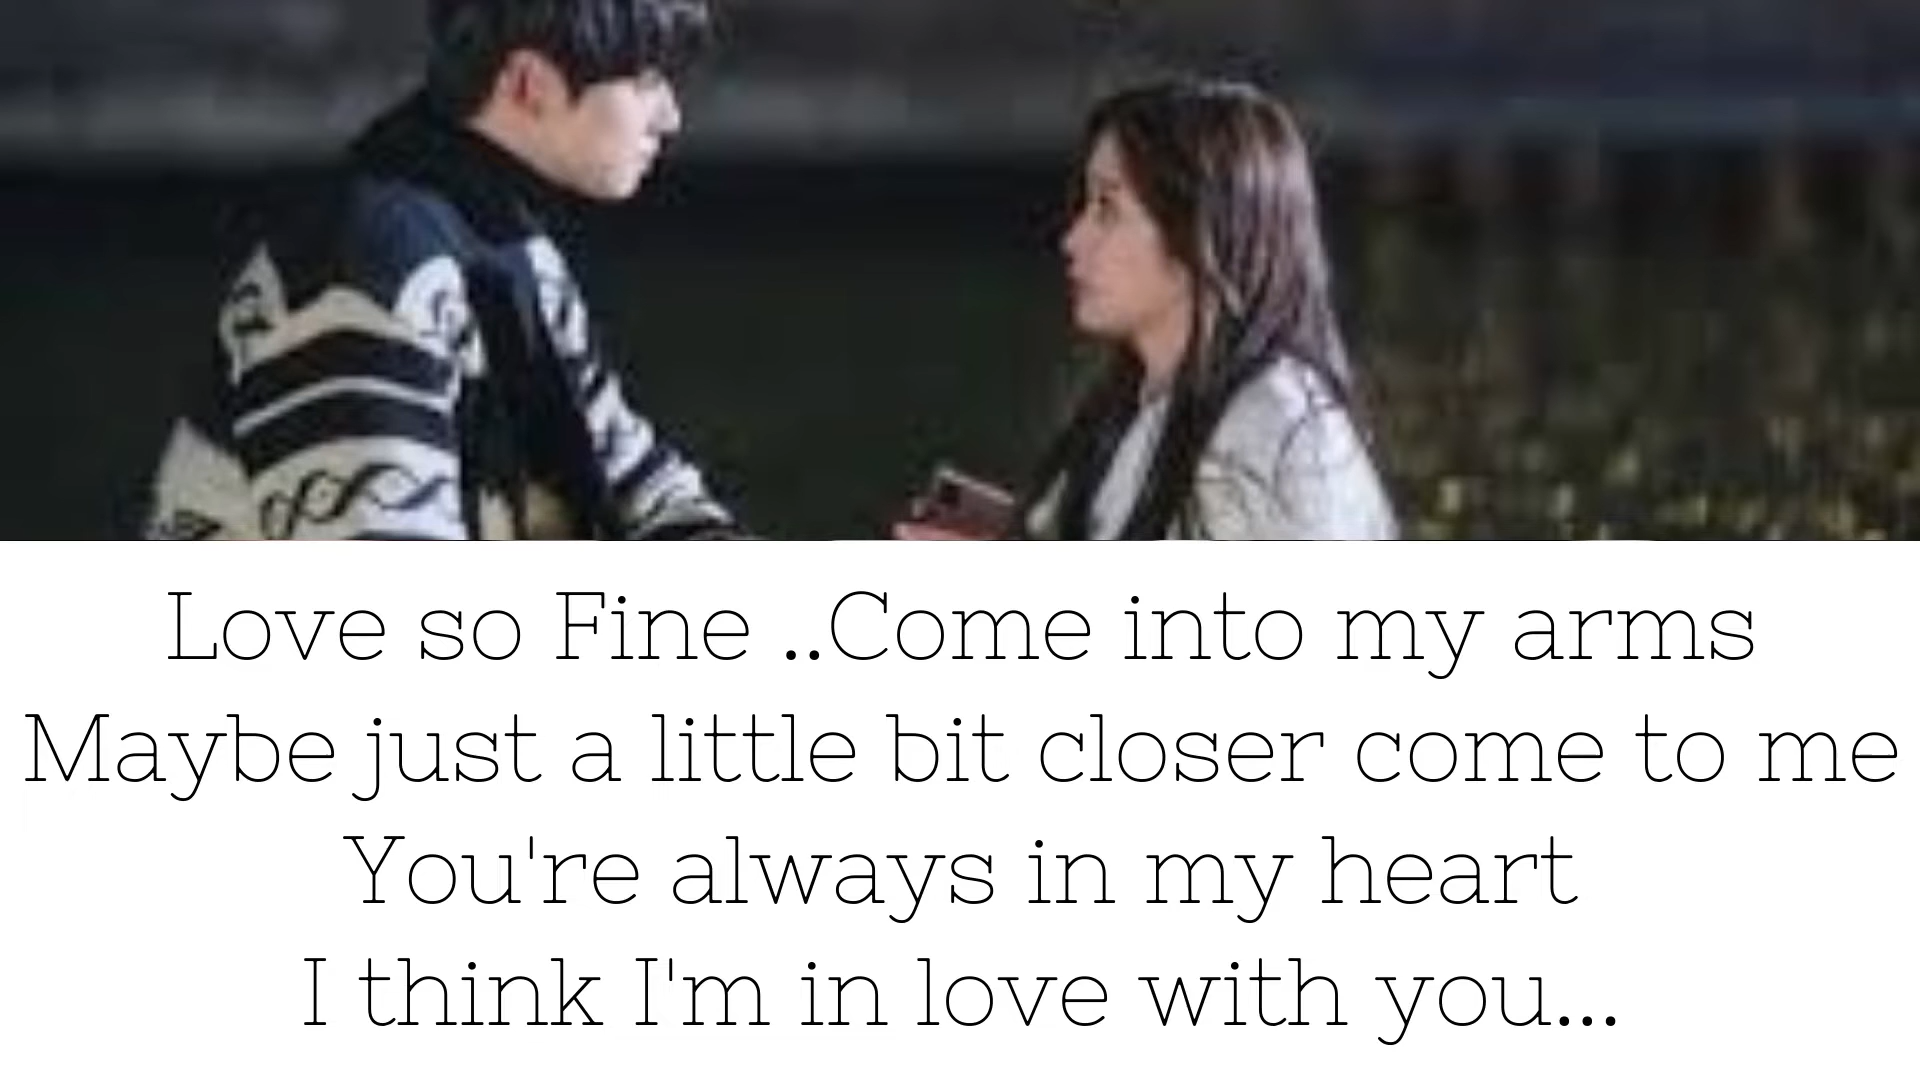 Love so Fine ..Come into my arms
Maybe just a little bit closer come to me
You're always in my heart
I think I'm in love with you...